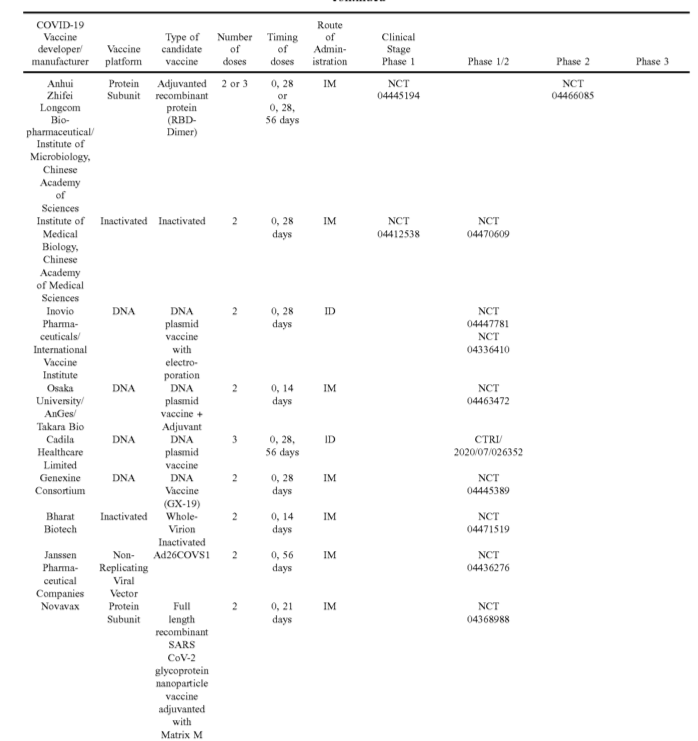 COVID-19 Route
Vaccine Type of Number Timing of Clinical
developer/ Vaccine candidate of of Admin- Stage
manufacturer platform vaccine doses doses istration Phase 1 Phase 1/2 Phase 2 Phase 3
Anhui Protein Adjuvanted 2 or 3 0, 28 IM NCT NCT
Zhifei Subunit recombinant or 04445194 04466085
Longcom protein 0, 28,
Bio- (RBD- 56 days
pharmaceutical/ Dimer)
Institute of
Microbiology,
Chinese
Academy
of
Sciences
Institute of Inactivated Inactivated 2 0, 28 IM NCT NCT
Medical days 04412538 04470609
Biology,
Chinese
Academy
of Medical
Sciences
Inovio DNA DNA 2 0, 28 ID NCT
Pharma- plasmid days 04447781
ceuticals/ vaccine NCT
International with 04336410
Vaccine electro-
Institute poration
Osaka DNA DNA 2 0, 14 IM NCT
University/ plasmid days 04463472
AnGes/ vaccine +
Takara Bio Adjuvant
Cadila DNA DNA 3 0, 28, ID CTRI/
Healthcare plasmid 56 days 2020/07/026352
Limited vaccine
Genexine DNA DNA 2 0, 28 IM NCT
Consortium Vaccine days 04445389
(GX-19)
Bharat Inactivated Whole- 2 0, 14 IM NCT
Biotech Virion days 04471519
Inactivated
Janssen Non- Ad26COVS1 2 0, 56 IM NCT
Pharma- Replicating days 04436276
ceutical Viral
Companies Vector
Novavax Protein Full 2 0, 21 IM NCT
Subunit length days 04368988
recombinant
SARS
CoV-2
glycoprotein
nanoparticle
vaccine
adjuvanted
with
Matrix M